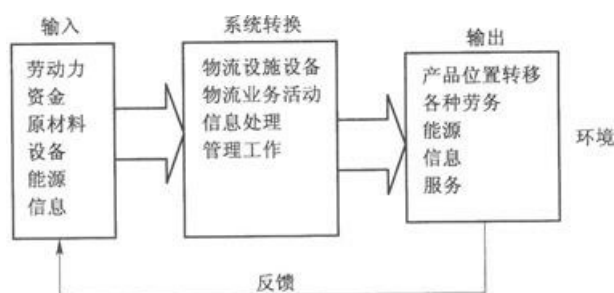 输入
劳动力
资金
原材料
设备
能源
信息
系统转换
物流设施设备
物流业务活动
信息处理
管理工作
输出
产品位置转移
各种劳务
能源
信息
服务
环境
反馈